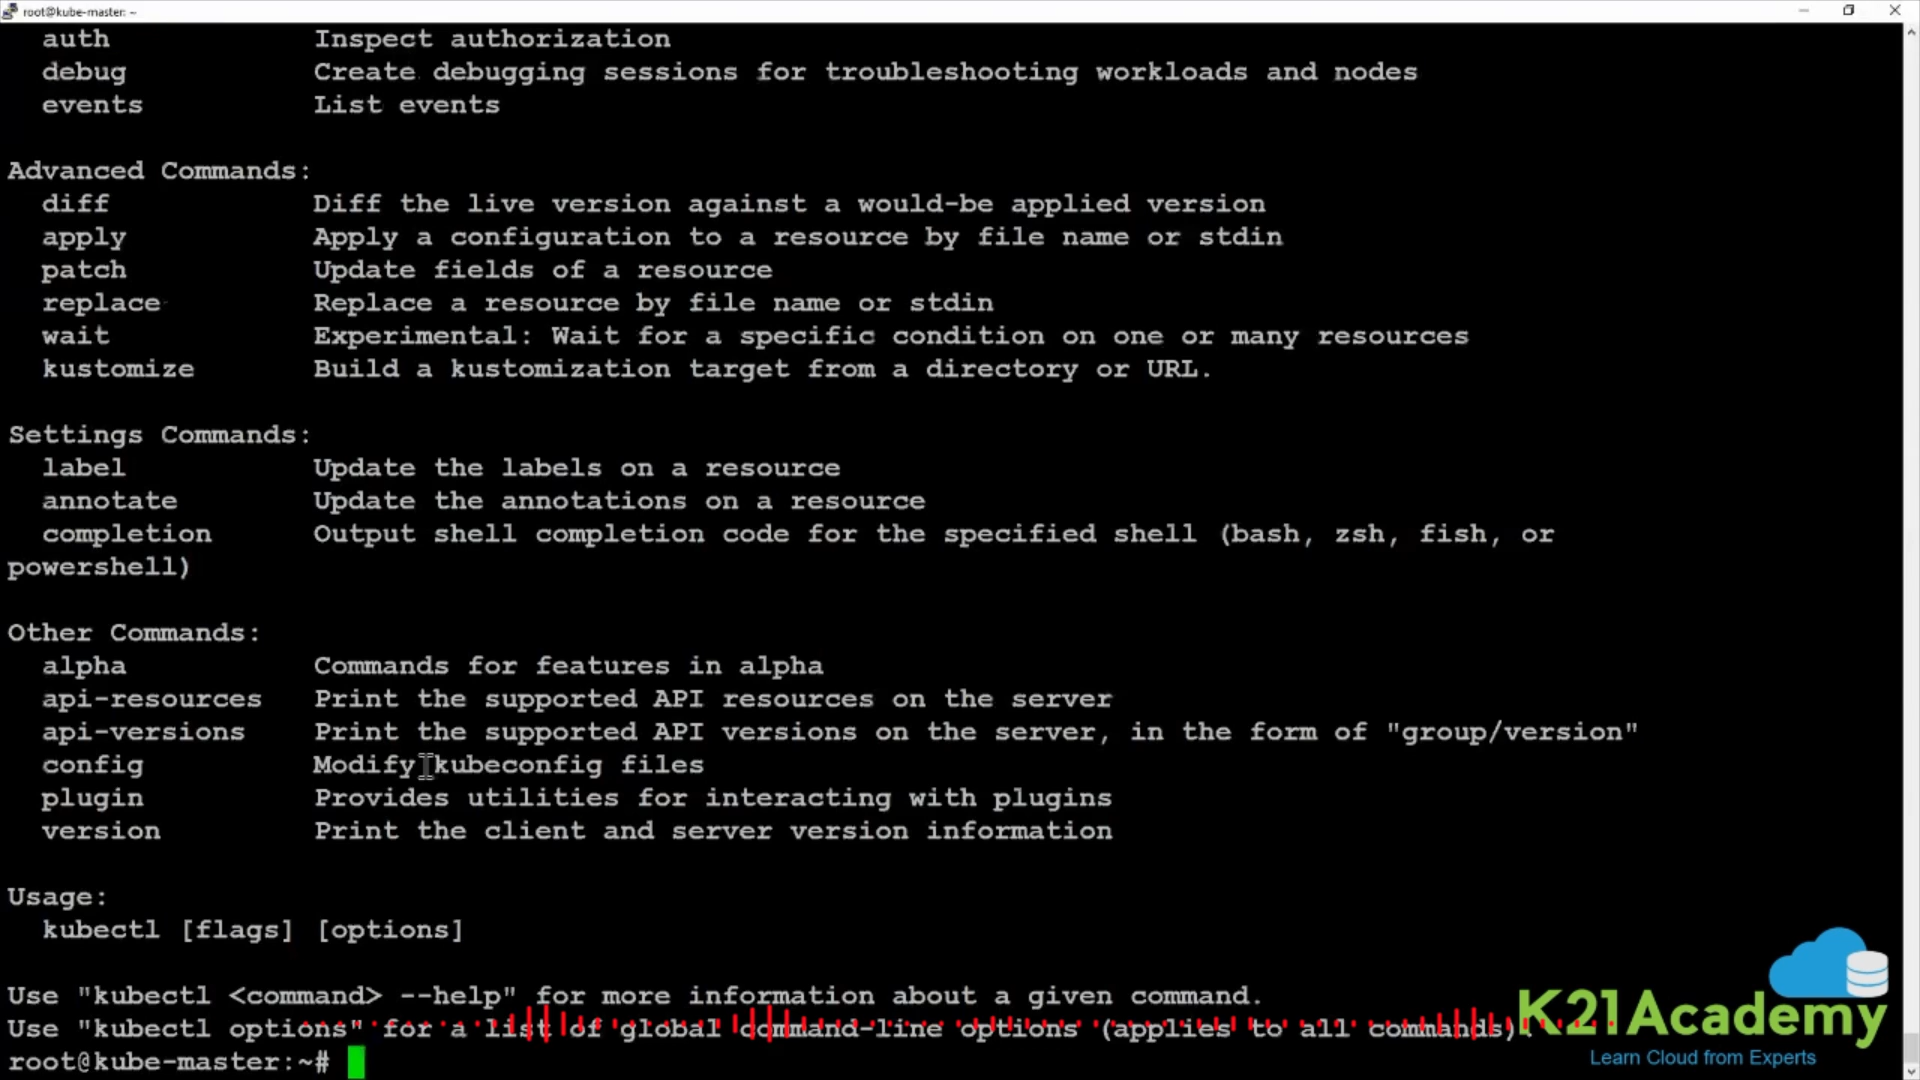 root@kube-master: ~
auth Inspect authorization
debug Create debugging sessions for troubleshooting workloads and nodes
events List events
Advanced Commands:
diff Diff the live version against a would-be applied version
apply Apply a configuration to a resource by file name or stdin
patch Update fields of a resource
replace Replace a resource by file name or stdin
wait Experimental: Wait for a specific condition on one or many resources
kustomize Build a kustomization target from a directory or URL.
Settings Commands:
label Update the labels on a resource
annotate Update the annotations on a resource
completion Output shell completion code for the specified shell (bash, zsh, fish, or
powershell)
Other Commands:
alpha Commands for features in alpha
api-resources Print the supported API resources on the server
api-versions Print the supported API versions on the server, in the form of "group/version"
config Modify kubeconfig files
plugin Provides utilities for interacting with plugins
version Print the client and server version information
Usage:
kubectl [flags] [options]
Use "kubectl <command> --help" for more information about a given command.
Use "kubectl options" for a list of global command-line options (applies to all commands).
root@kube-master:~#
K21Academy
Learn Cloud from Experts